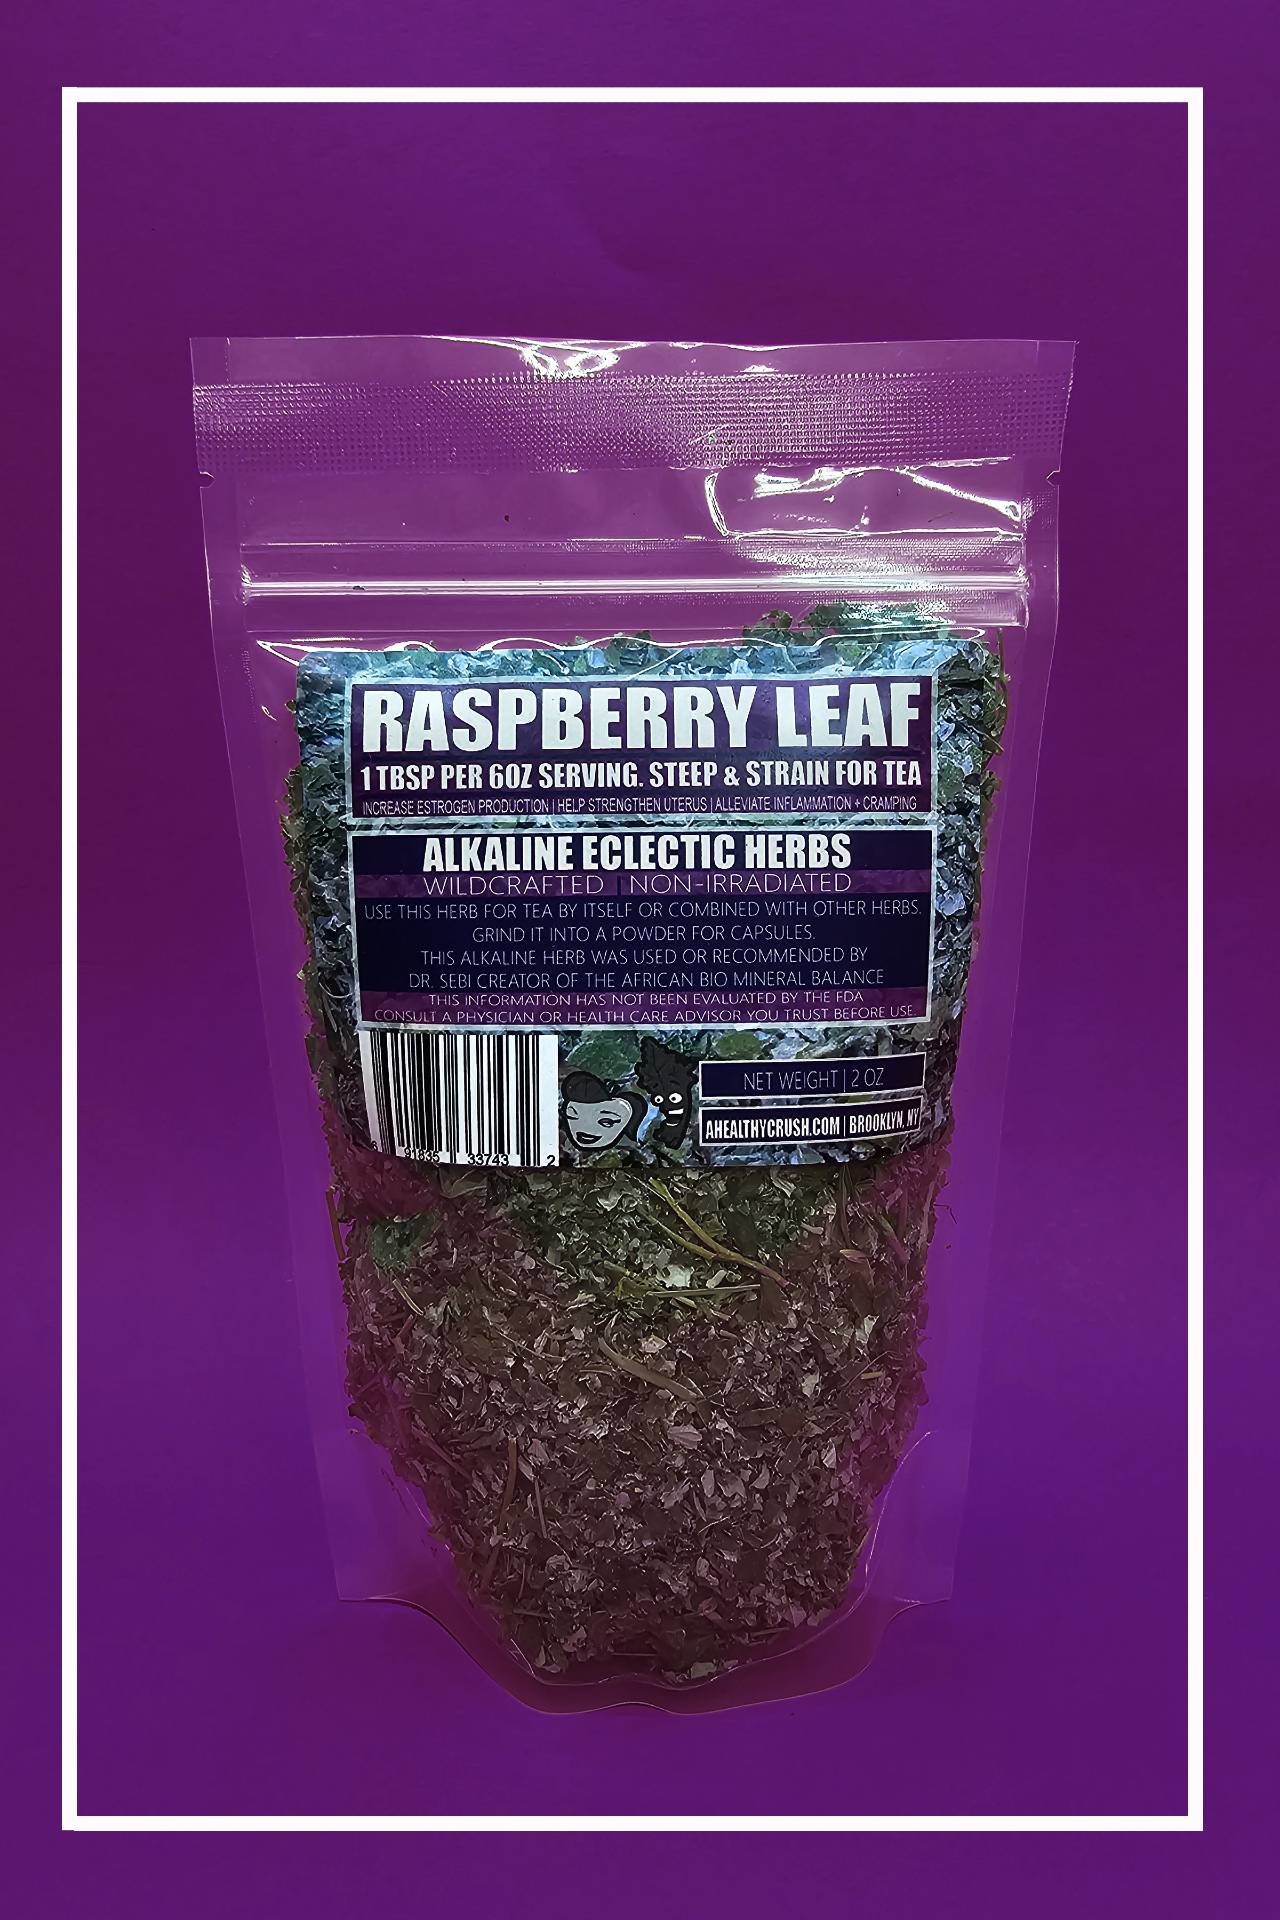 RASPBERRY LEAF
1 TBSP PER 6OZ SERVING. STEEP & STRAIN FOR TEA
INCREASE ESTROGEN PRODUCTION | HELP STRENGTHEN UTERUS | ALLEVIATE INFLAMMATION + CRAMPING
ALKALINE ECLECTIC HERBS
WILDCRAFTED | NON-IRRADIATED
USE THIS HERB FOR TEA BY ITSELF OR COMBINED WITH OTHER HERBS.
GRIND IT INTO A POWDER FOR CAPSULES.
THIS ALKALINE HERB WAS USED OR RECOMMENDED BY
DR. SEBI CREATOR OF THE AFRICAN BIO MINERAL BALANCE
THIS INFORMATION HAS NOT BEEN EVALUATED BY THE FDA
CONSULT A PHYSICIAN OR HEALTH CARE ADVISOR YOU TRUST BEFORE USE.
NET WEIGHT | 2 OZ
AHEALTHYCRUSH.COM | BROOKLYN, NY
91835 33743 2